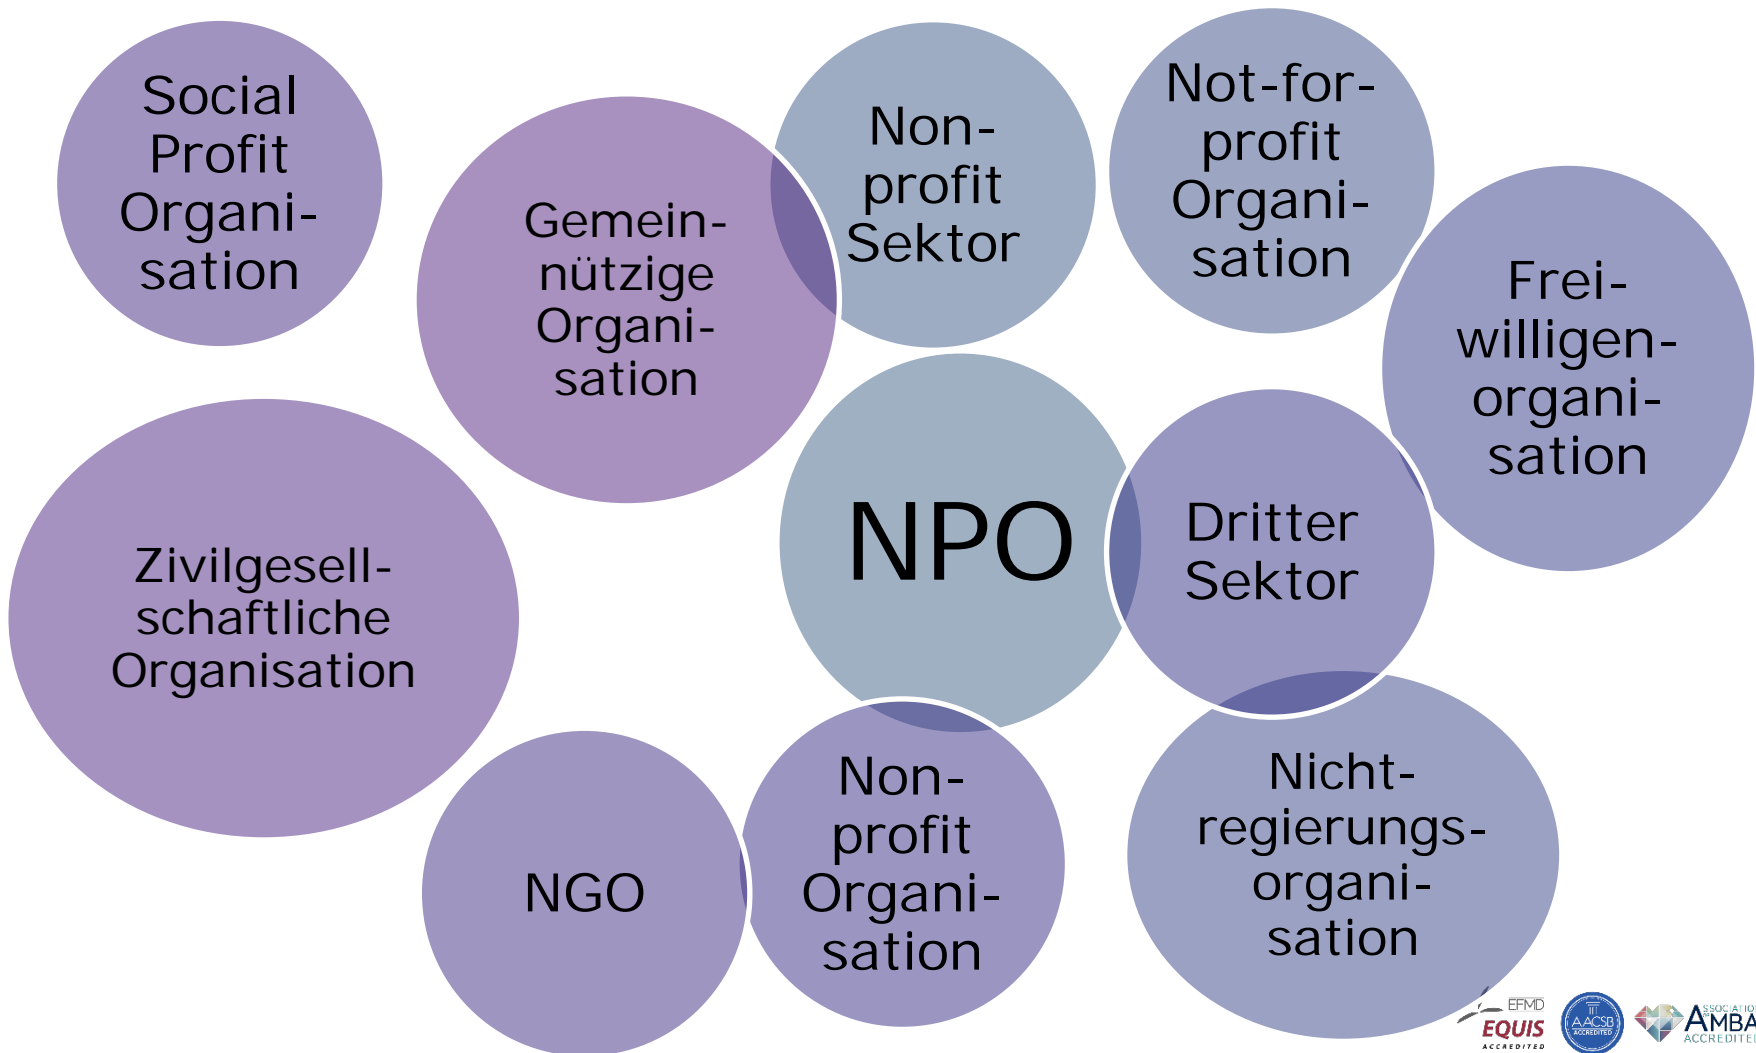 Social
Profit
Organi-
sation
Gemein-
nützige
Organi-
sation
Non-
profit
Sektor
Not-for-
profit
Organi-
sation
Frei-
willigen-
organi-
sation
Zivilgesell-
schaftliche
Organisation
NPO
Dritter
Sektor
NGO
Non-
profit
Organi-
sation
Nicht-
regierungs-
organi-
sation
EFMD
EQUIS
ACCREDITED
AACSB
ACCREDITED
AMBA